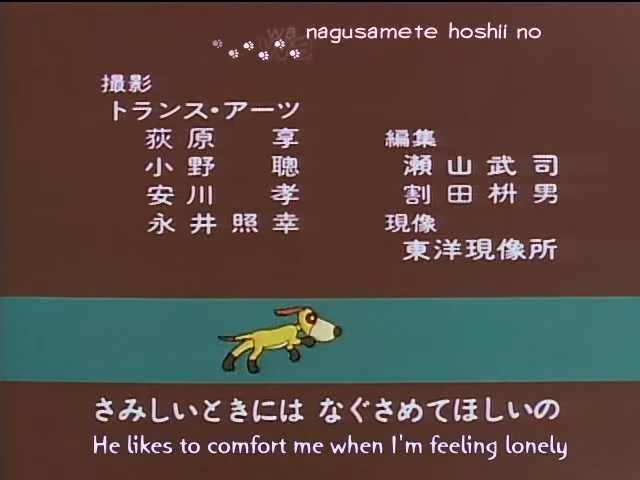 wa nagusamete hoshii no
撮影
トランス・アーツ
荻原 享
小野 聰
安川 孝
永井照幸
編集
瀬山武司
割田枡男
現像
東洋現像所
さみしいときには なぐさめてほしいの
He likes to comfort me when I'm feeling lonely